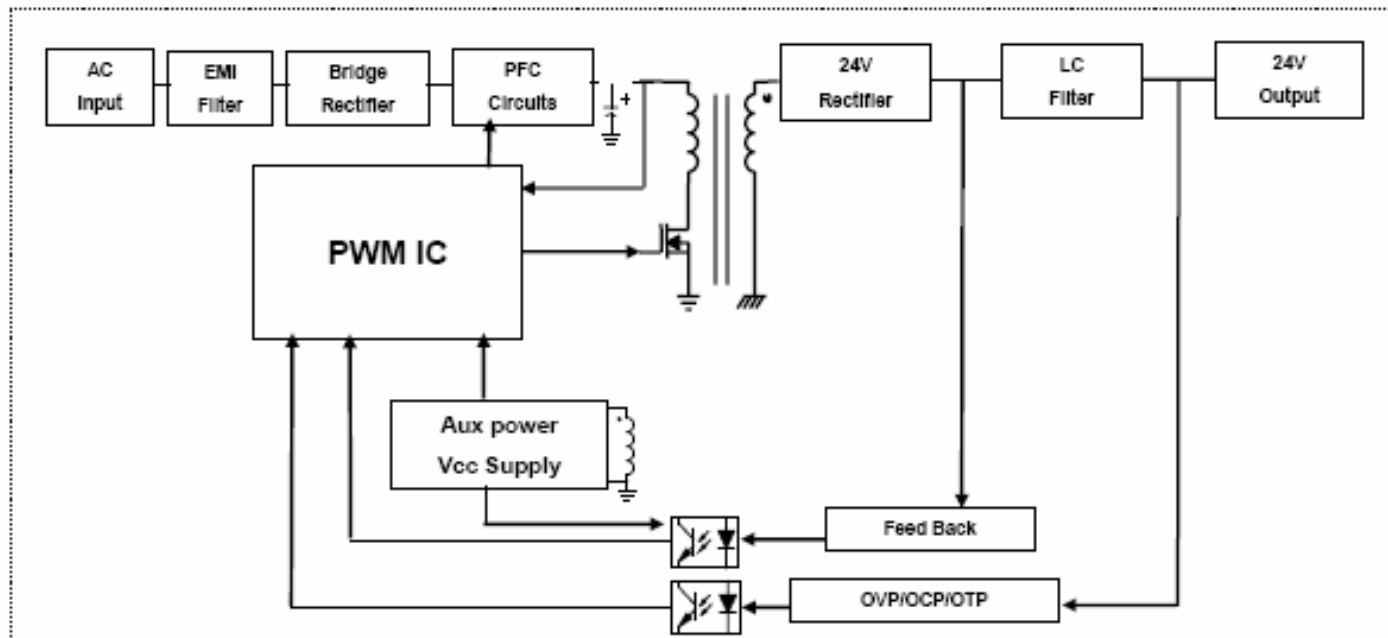 AC
Input
EMI
Filter
Bridge
Rectifier
PFC
Circuits
+
24V
Rectifier
LC
Filter
24V
Output
PWM IC
Aux power
Vcc Supply
Feed Back
OVP/OCP/OTP